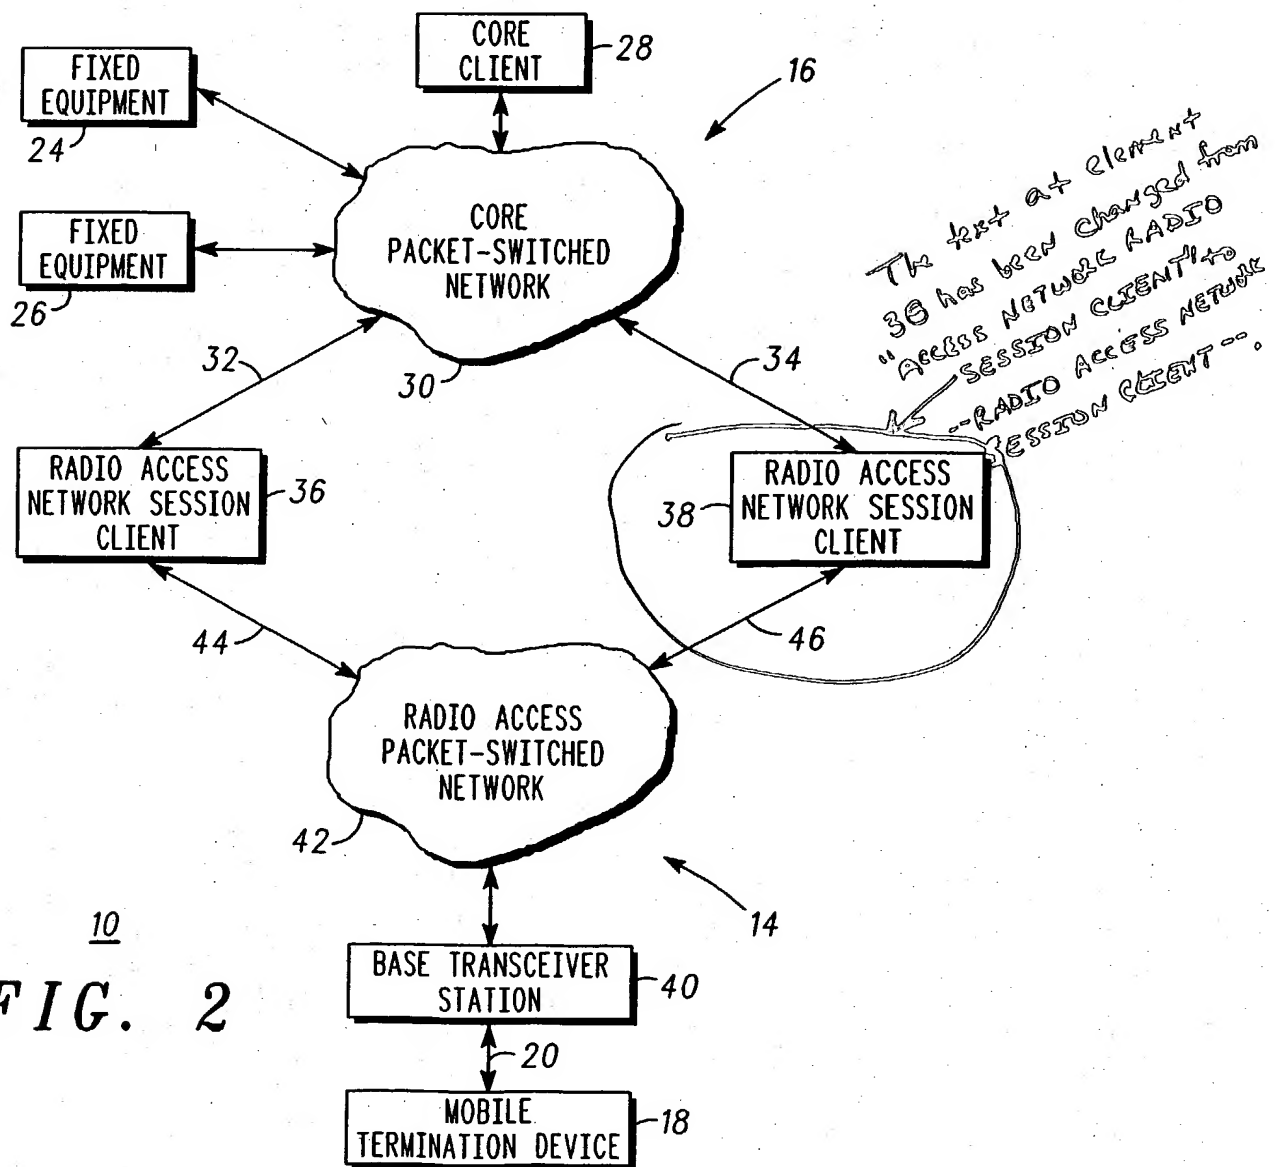 CORE
CLIENT
28
16
FIXED
EQUIPMENT
24
CORE
PACKET-SWITCHED
NETWORK
30
FIXED
EQUIPMENT
26
The text at element
38 has been changed from
"ACCESS NETWORK RADIO
SESSION CLIENT" to
--RADIO ACCESS NETWORK
SESSION CLIENT--.
32
34
RADIO ACCESS
NETWORK SESSION
CLIENT
36
38
RADIO ACCESS
NETWORK SESSION
CLIENT
44
46
RADIO ACCESS
PACKET-SWITCHED
NETWORK
42
14
10
FIG. 2
BASE TRANSCEIVER
STATION
40
20
MOBILE
TERMINATION DEVICE
18